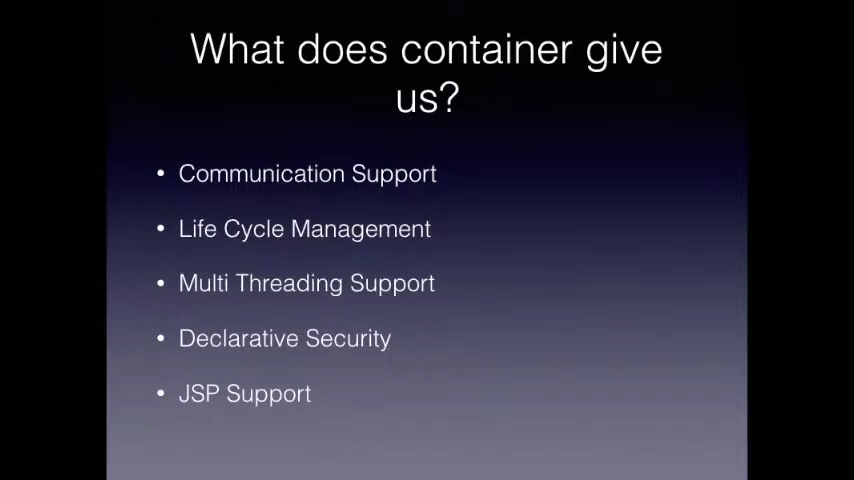 What does container give
us?
• Communication Support
• Life Cycle Management
• Multi Threading Support
• Declarative Security
• JSP Support